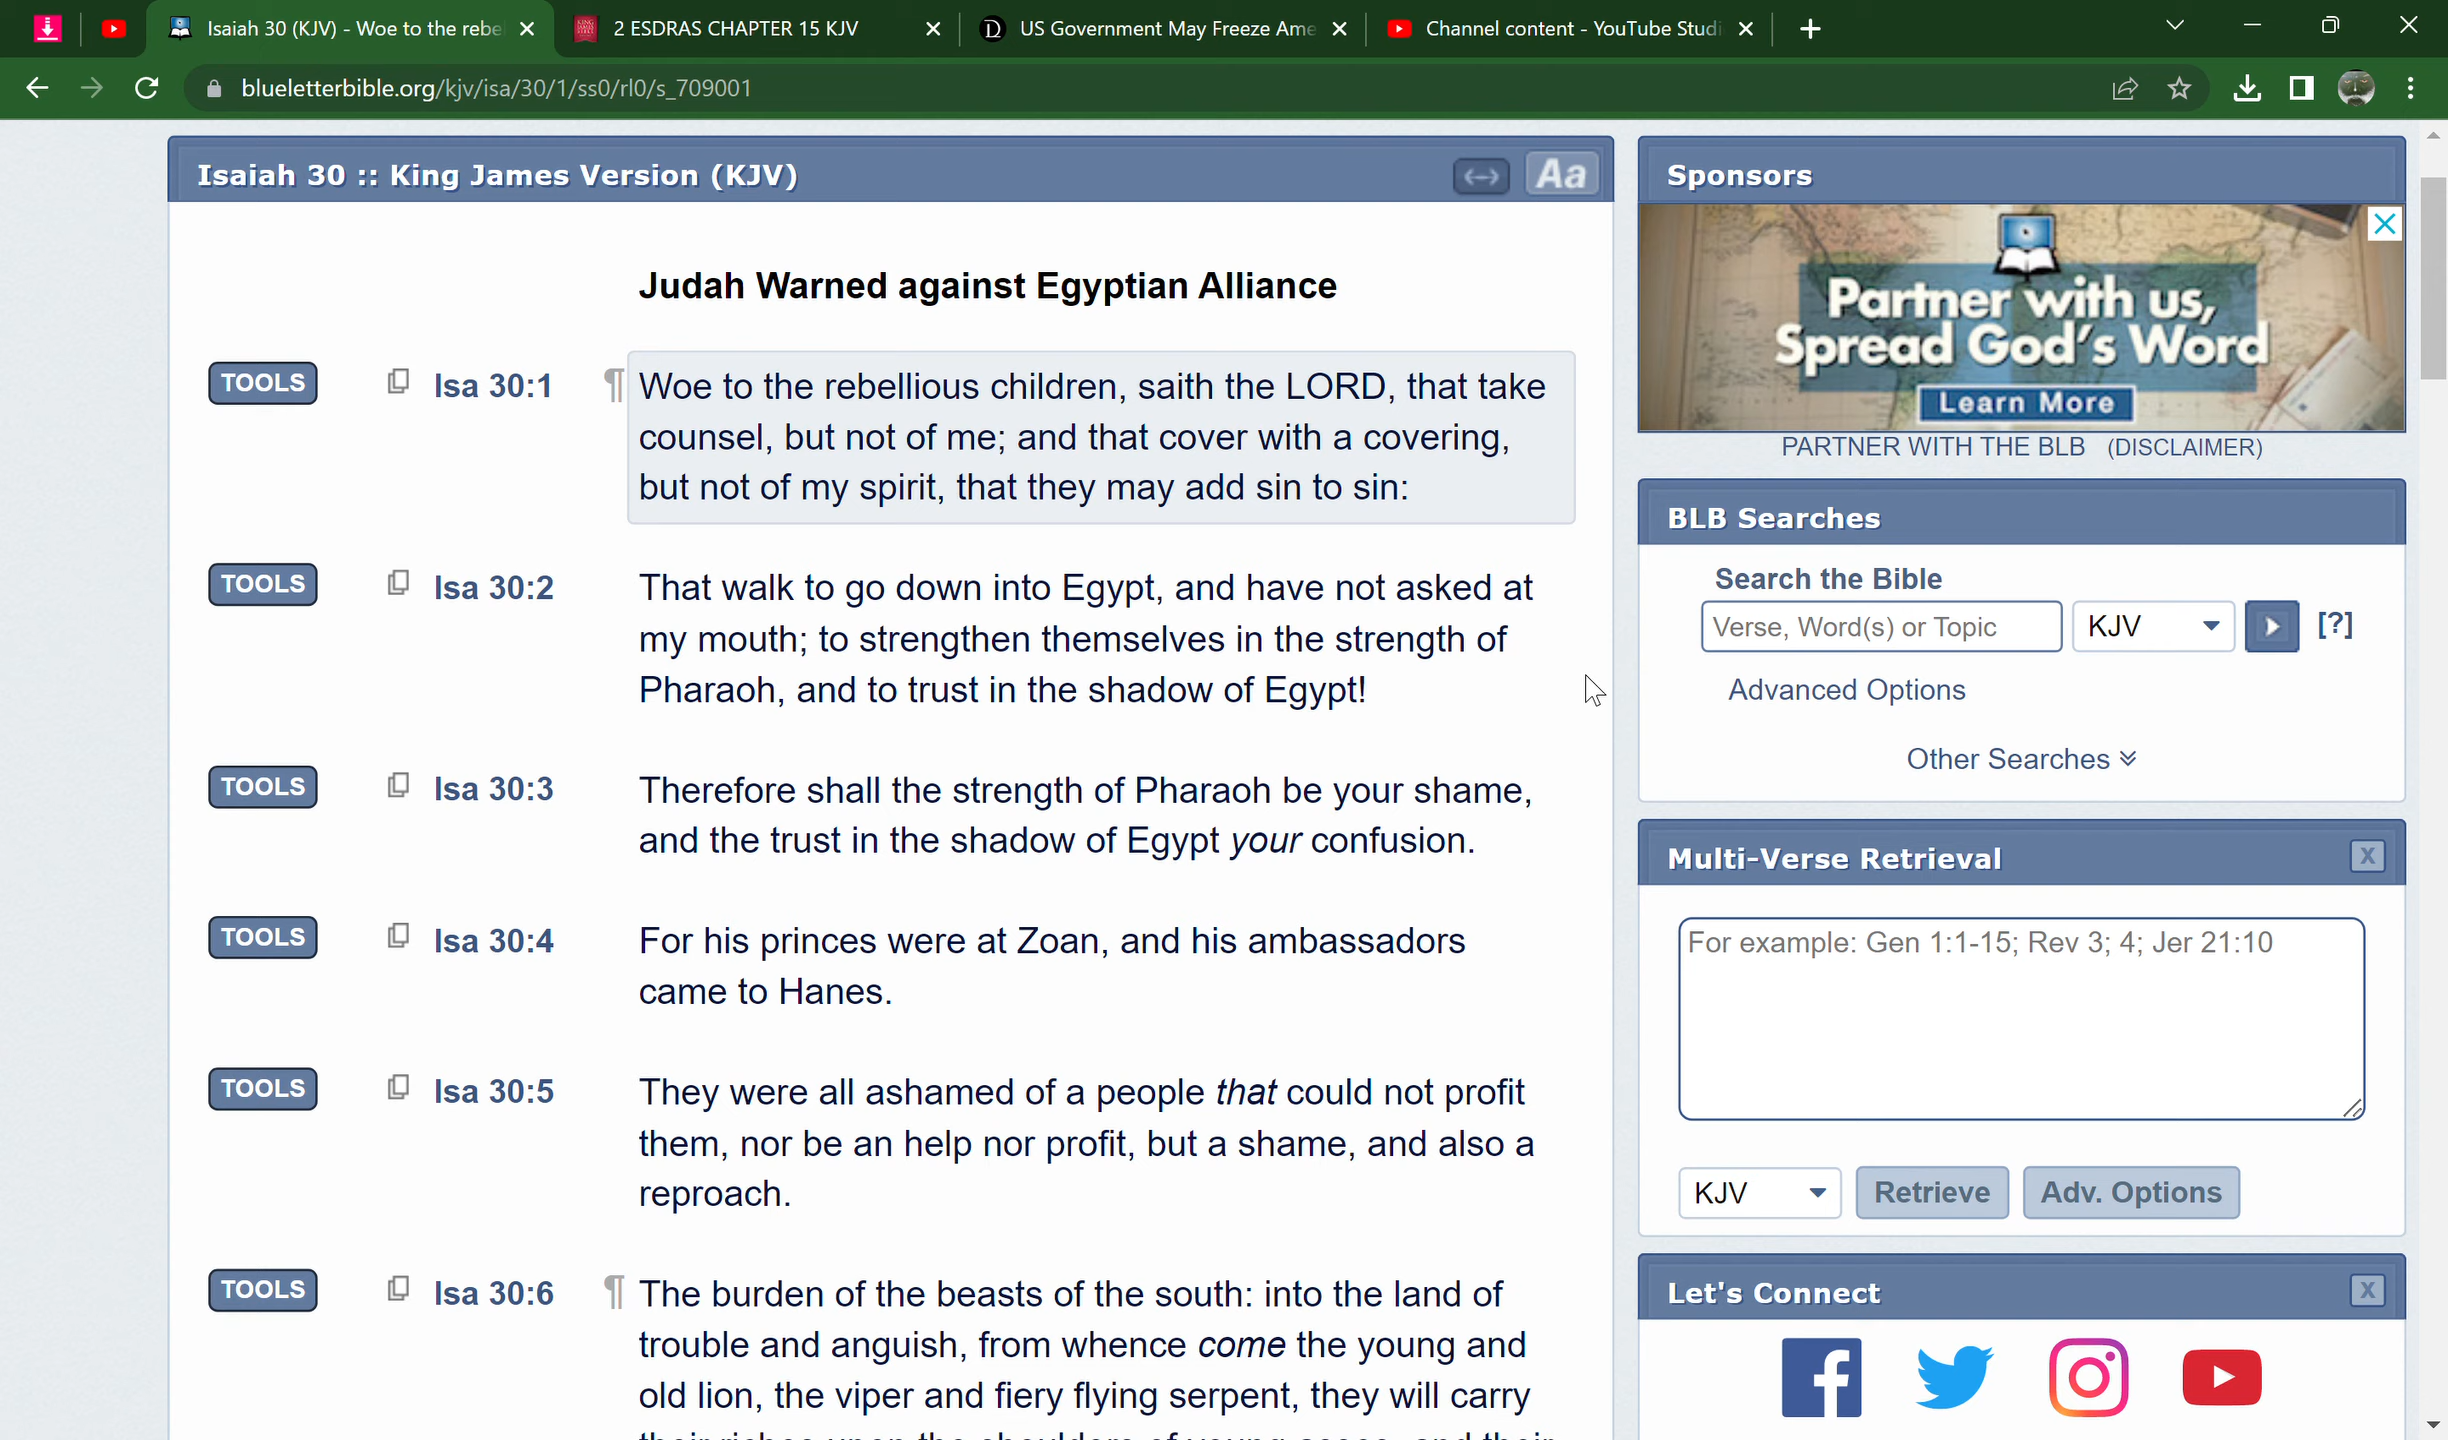 Isaiah 30 (KJV) - Woe to the rebe
2 ESDRAS CHAPTER 15 KJV
US Government May Freeze Ame
Channel content - YouTube Studi
blueletterbible.org/kjv/isa/30/1/ss0/rl0/s_709001
Isaiah 30 :: King James Version (KJV)
Aa
Judah Warned against Egyptian Alliance
TOOLS Isa 30:1 ¶ Woe to the rebellious children, saith the LORD, that take
counsel, but not of me; and that cover with a covering,
but not of my spirit, that they may add sin to sin:
TOOLS Isa 30:2 That walk to go down into Egypt, and have not asked at
my mouth; to strengthen themselves in the strength of
Pharaoh, and to trust in the shadow of Egypt!
TOOLS Isa 30:3 Therefore shall the strength of Pharaoh be your shame,
and the trust in the shadow of Egypt your confusion.
TOOLS Isa 30:4 For his princes were at Zoan, and his ambassadors
came to Hanes.
TOOLS Isa 30:5 They were all ashamed of a people that could not profit
them, nor be an help nor profit, but a shame, and also a
reproach.
TOOLS Isa 30:6 ¶ The burden of the beasts of the south: into the land of
trouble and anguish, from whence come the young and
old lion, the viper and fiery flying serpent, they will carry
Sponsors
Partner with us,
Spread God's Word
Learn More
PARTNER WITH THE BLB (DISCLAIMER)
BLB Searches
Search the Bible
Verse, Word(s) or Topic KJV [?]
Advanced Options
Other Searches
Multi-Verse Retrieval X
For example: Gen 1:1-15; Rev 3; 4; Jer 21:10
KJV Retrieve Adv. Options
Let's Connect X